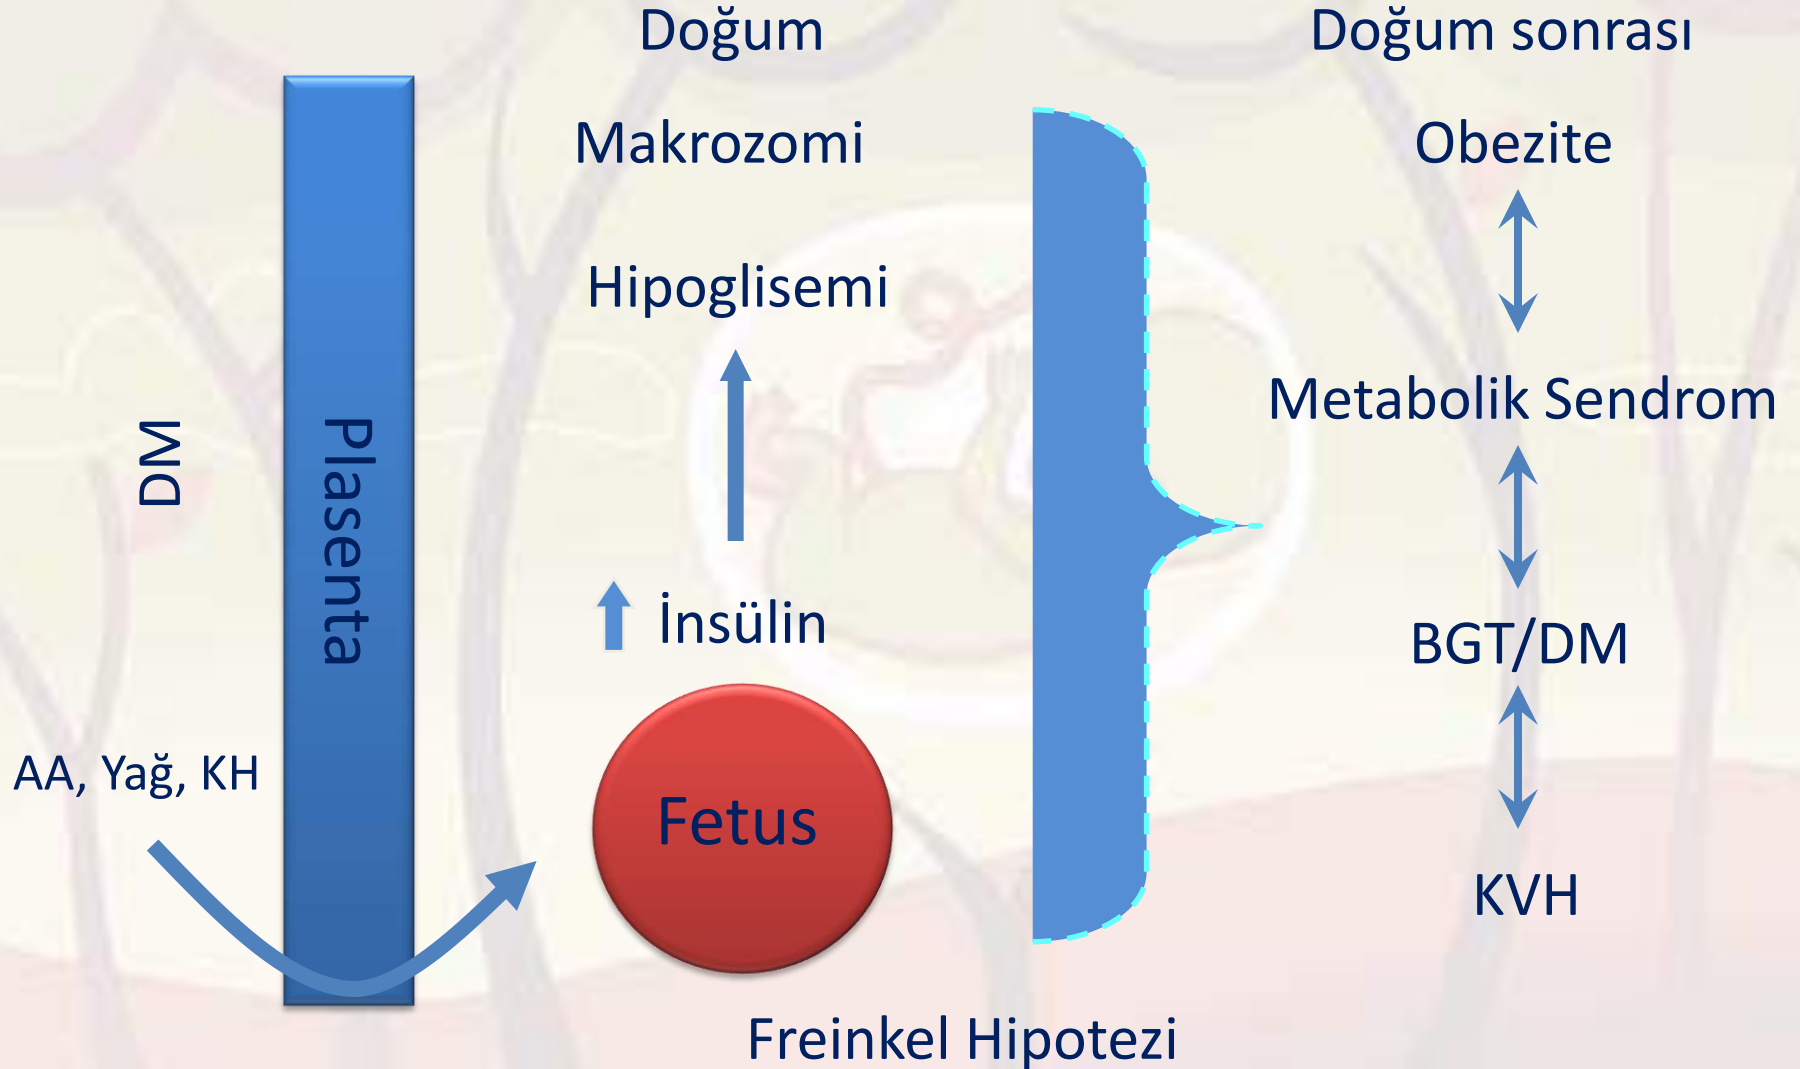 Doğum
Doğum sonrası
Makrozomi
Obezite
Hipoglisemi
Metabolik Sendrom
DM
Plasenta
İnsülin
BGT/DM
AA, Yağ, KH
Fetus
KVH
Freinkel Hipotezi